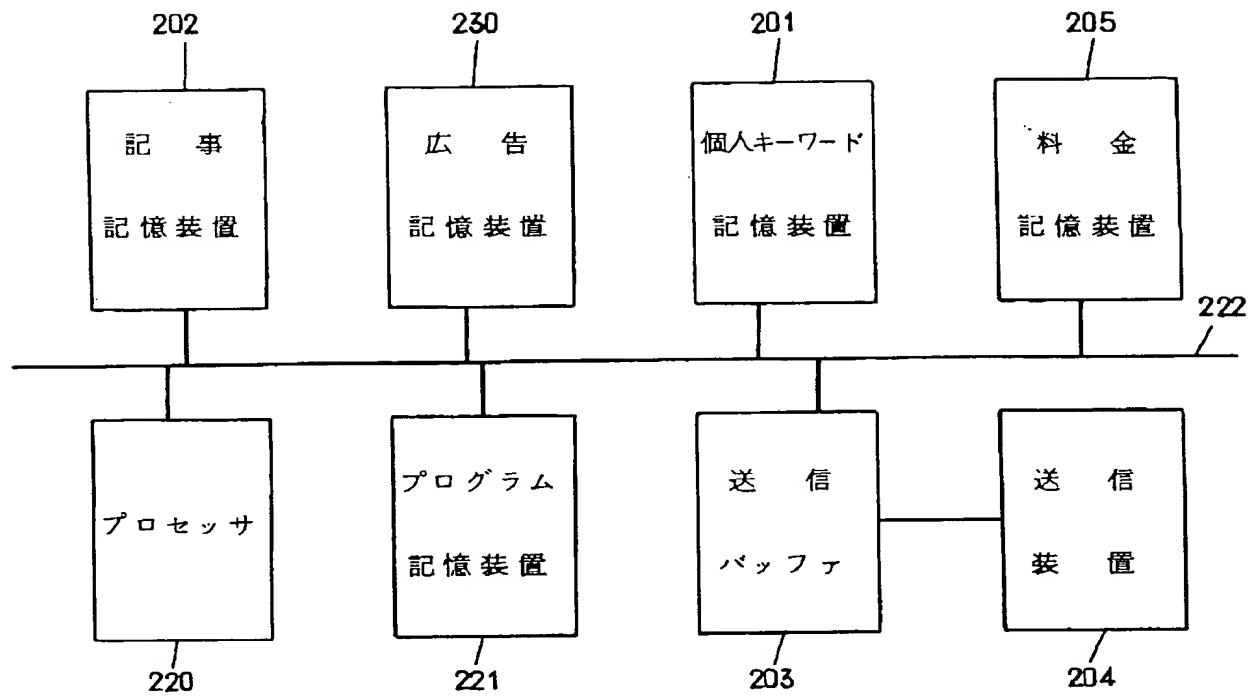 202
230
201
205
記事
記憶装置
広告
記憶装置
個人キーワード
記憶装置
料金
記憶装置
222
プロセッサ
プログラム
記憶装置
送信
バッファ
送信
装置
220
221
203
204